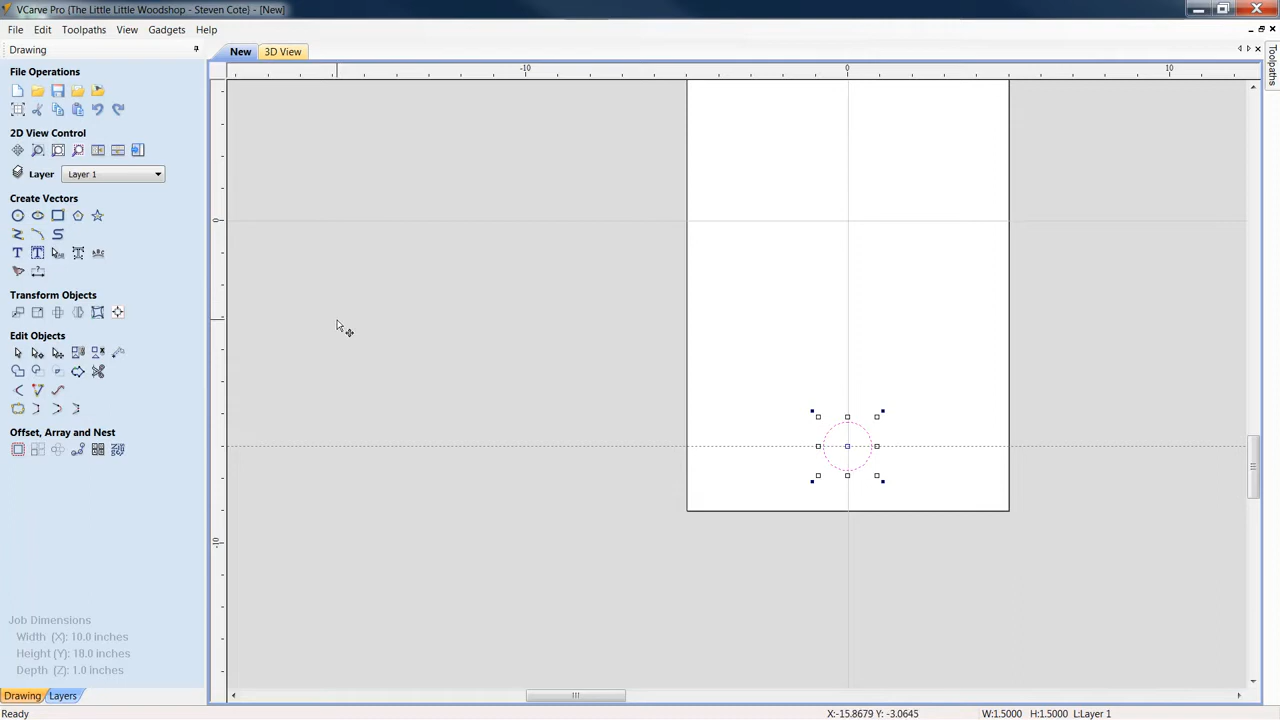 VCarve Pro {The Little Little Woodshop - Steven Cote} - [New]
File Edit Toolpaths View Gadgets Help
Drawing
New 3D View
Toolpaths
File Operations
2D View Control
Layer Layer 1
Create Vectors
Transform Objects
Edit Objects
Offset, Array and Nest
-10 0 10
0
-10
Job Dimensions
Width (X): 10.0 inches
Height (Y): 18.0 inches
Depth (Z): 1.0 inches
Drawing Layers
Ready
X:-15.8679 Y: -3.0645 W:1.5000 H:1.5000 L:Layer 1